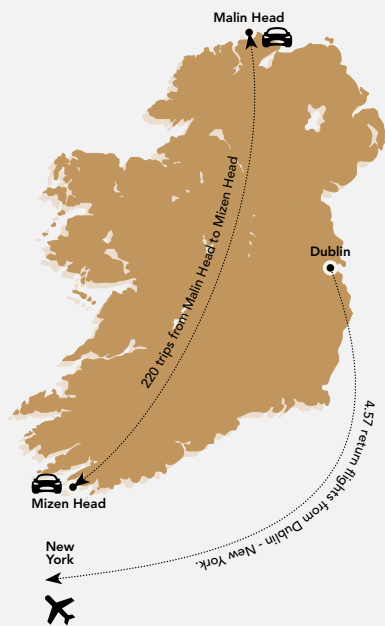 Malin Head
220 trips from Malin Head to Mizen Head
Dublin
4.57 return flights from Dublin - New York.
Mizen Head
New
York